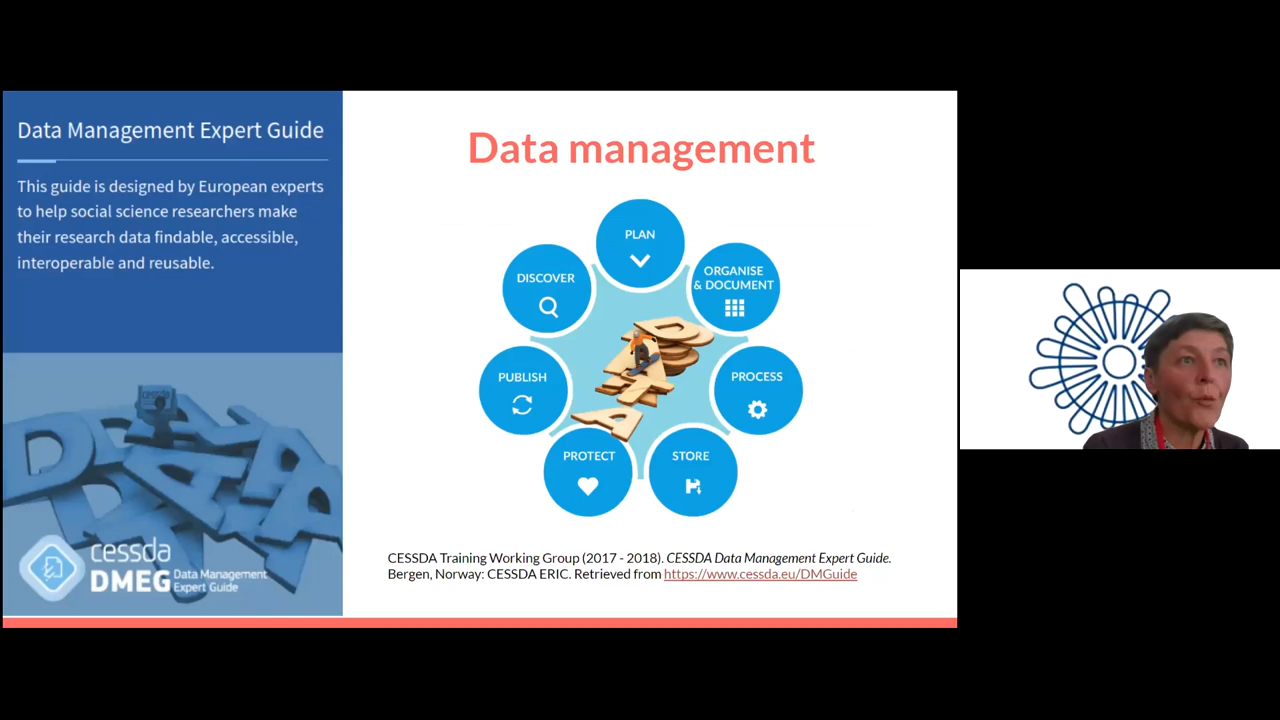 Data Management Expert Guide
This guide is designed by European experts
to help social science researchers make
their research data findable, accessible,
interoperable and reusable.
cessda
DMEG Data Management
Expert Guide
Data management
PLAN
ORGANISE
& DOCUMENT
PROCESS
STORE
PROTECT
PUBLISH
DISCOVER
DATA
CESSDA Training Working Group (2017 - 2018). CESSDA Data Management Expert Guide.
Bergen, Norway: CESSDA ERIC. Retrieved from https://www.cessda.eu/DMGuide